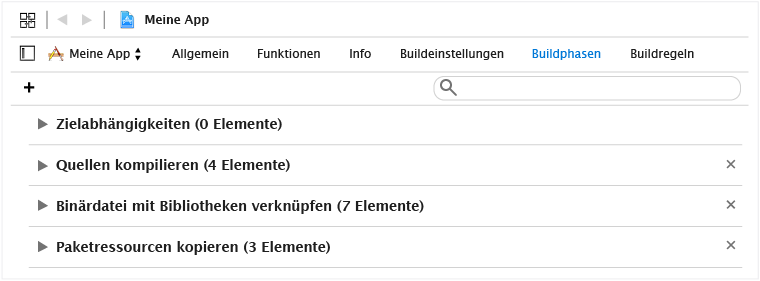 Meine App
Meine App Allgemein Funktionen Info Buildeinstellungen Buildphasen Buildregeln
Zielabhängigkeiten (0 Elemente)
Quellen kompilieren (4 Elemente)
Binärdatei mit Bibliotheken verknüpfen (7 Elemente)
Paketressourcen kopieren (3 Elemente)